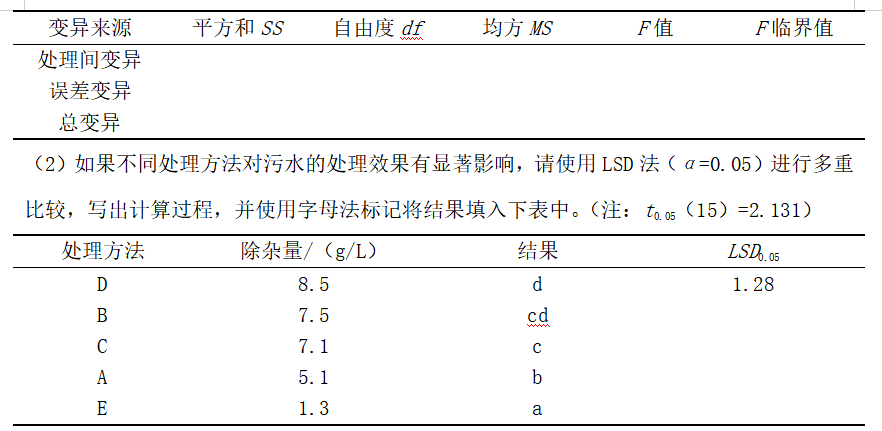 变异来源 平方和 SS 自由度 df 均方 MS F 值 F 临界值
处理间变异
误差变异
总变异
（2）如果不同处理方法对污水的处理效果有显著影响，请使用 LSD 法（α=0.05）进行多重
比较，写出计算过程，并使用字母法标记将结果填入下表中。（注：t0.05（15）=2.131）
处理方法 除杂量/（g/L） 结果 LSD0.05
D 8.5 d 1.28
B 7.5 cd
C 7.1 c
A 5.1 b
E 1.3 a